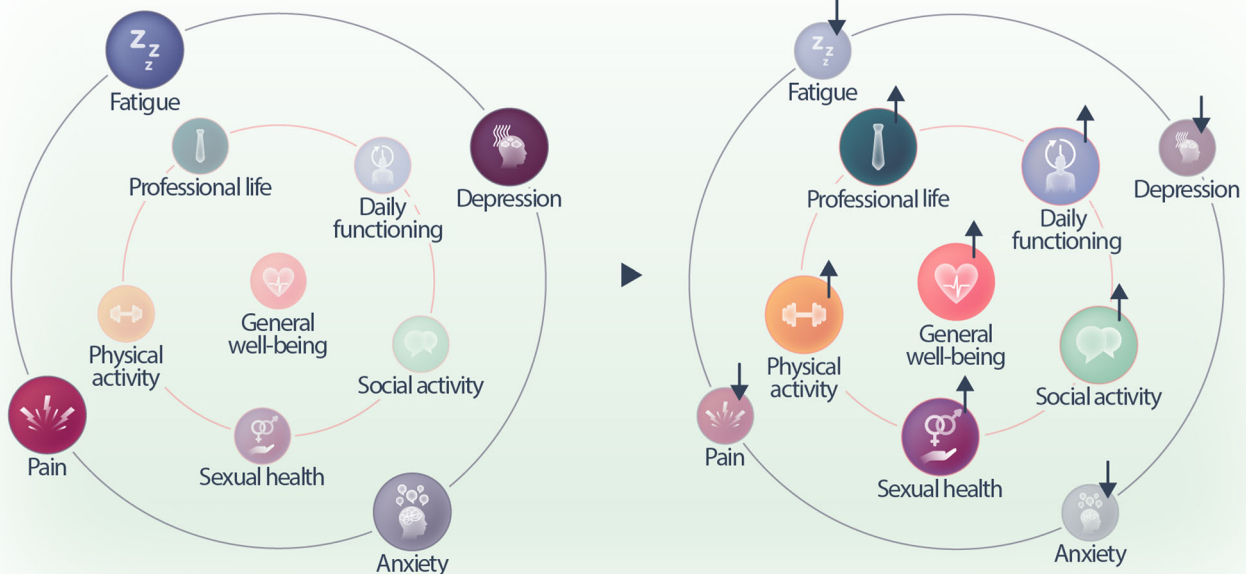 Z
Z
Z
Fatigue
Depression
Professional life
Daily
functioning
General
well-being
Physical
activity
Social activity
Pain
Sexual health
Anxiety
Z
Z
Z
Fatigue
Depression
Professional life
Daily
functioning
General
well-being
Physical
activity
Social activity
Pain
Sexual health
Anxiety